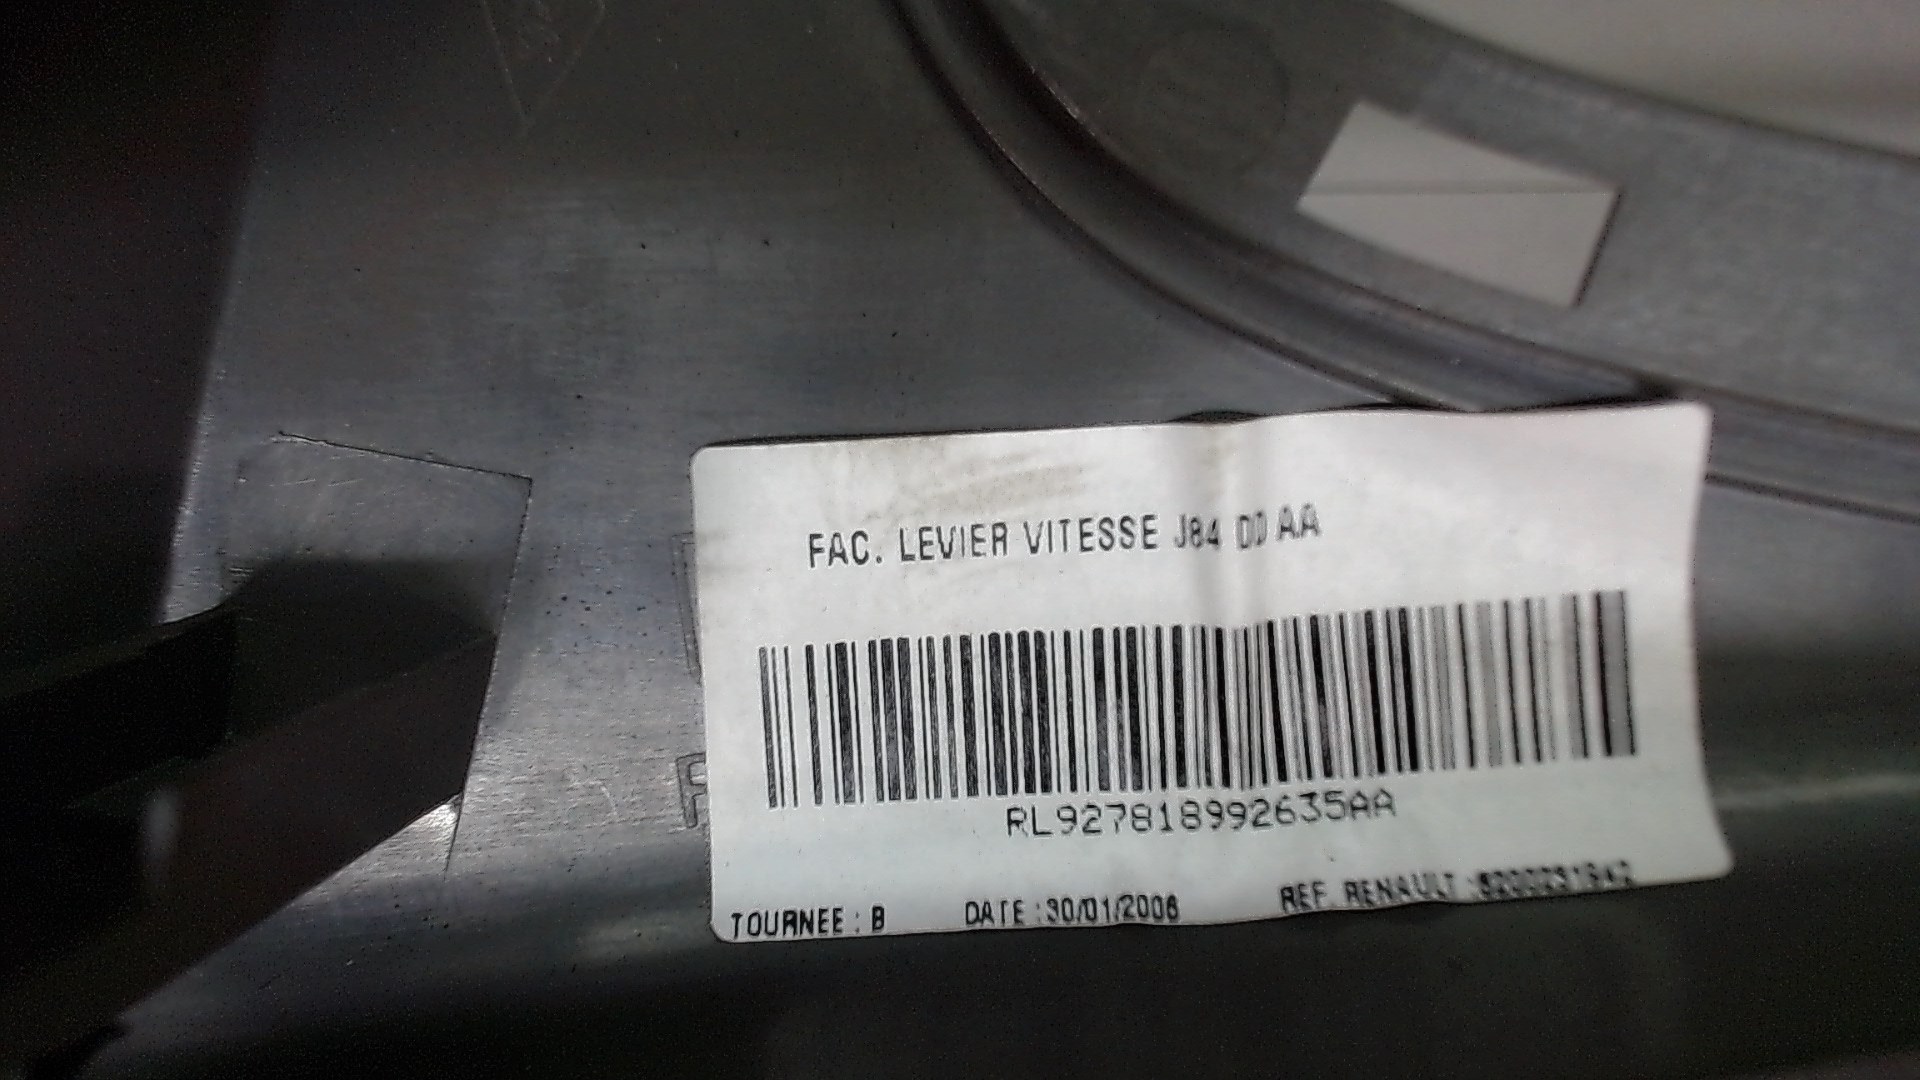 FAC. LEVIER VITESSE J84 DD AA
RL927818992635AA
TOURNEE : B DATE : 30/01/2006 REF. RENAULT :